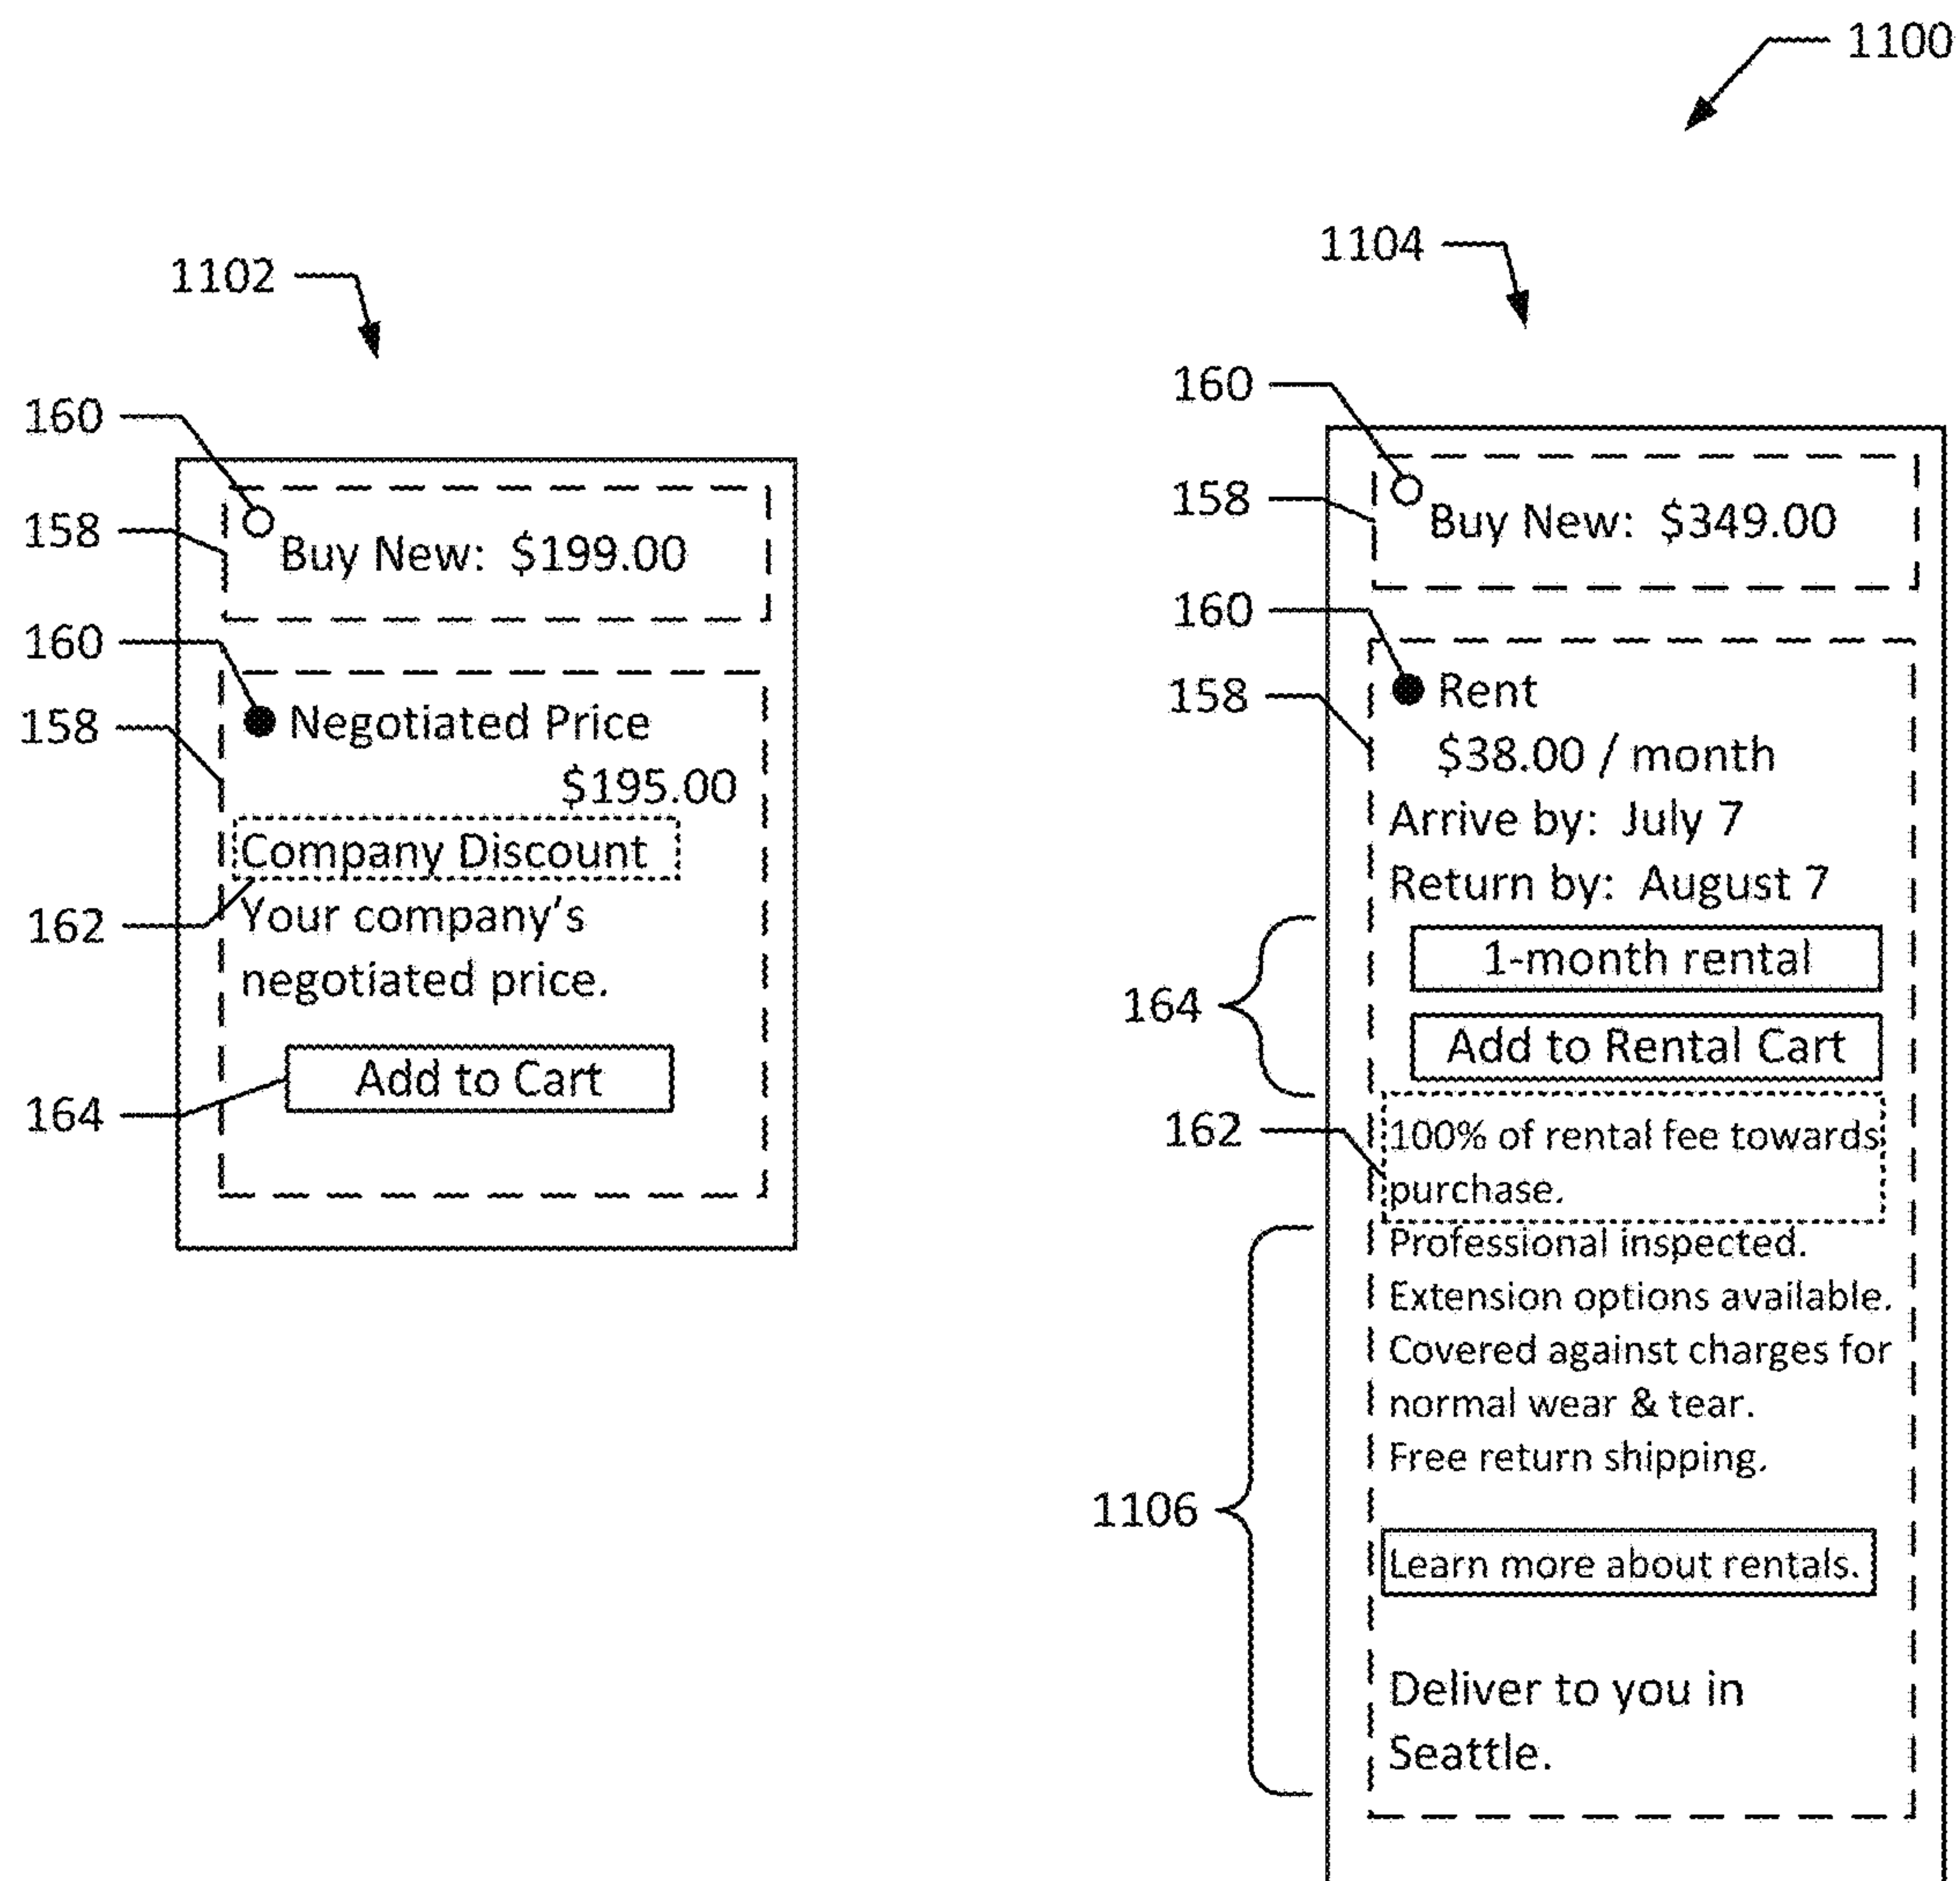 1100
1102
160
158
Buy New: $199.00
160
158
Negotiated Price
$195.00
Company Discount
162
Your company's
negotiated price.
164
Add to Cart
1104
160
158
Buy New: $349.00
160
158
Rent
$38.00 / month
Arrive by: July 7
Return by: August 7
164
1-month rental
Add to Rental Cart
162
100% of rental fee towards
purchase.
Professional inspected.
Extension options available.
Covered against charges for
normal wear & tear.
Free return shipping.
1106
Learn more about rentals.
Deliver to you in
Seattle.